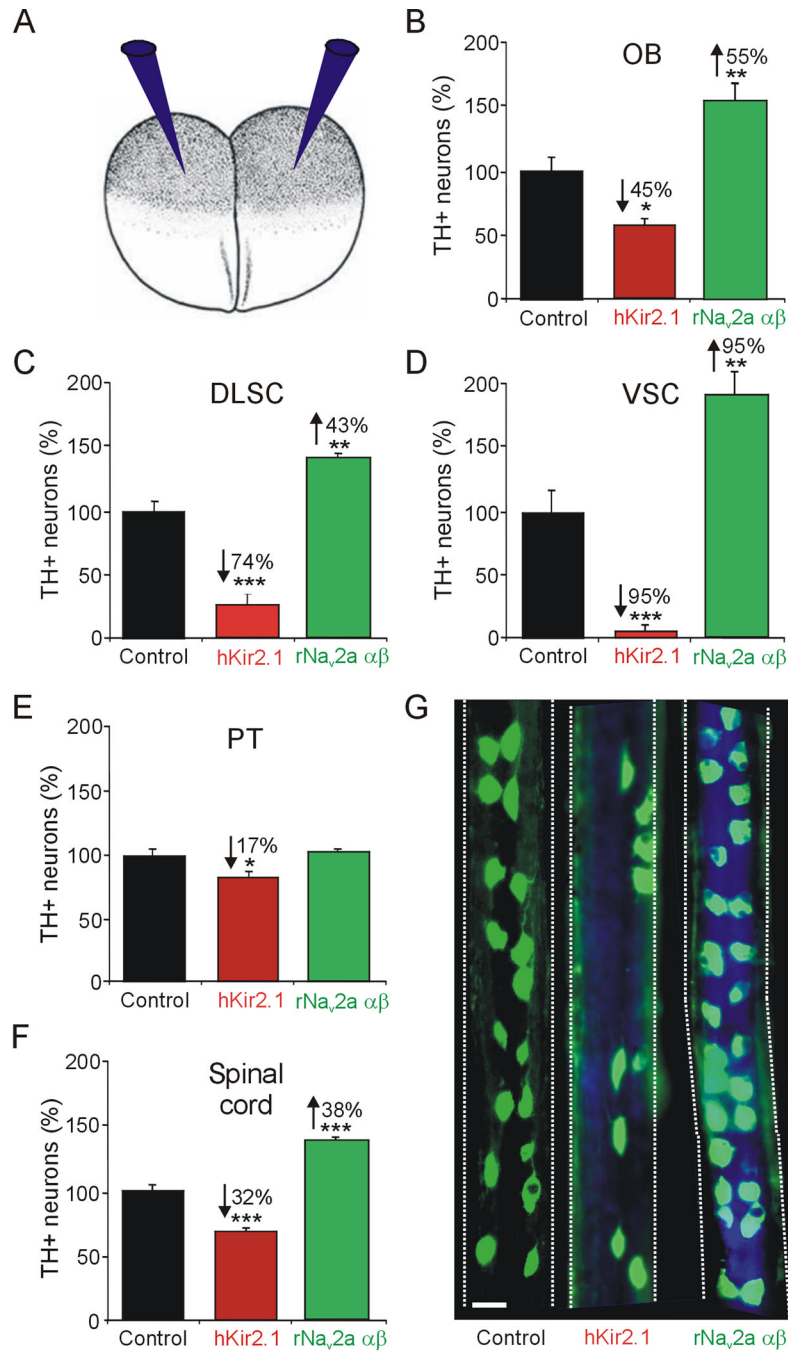 A
B
OB
TH+ neurons (%)
200
150
100
50
0
↓45%
*
↑55%
**
Control
hKir2.1
rNav2a αβ
C
DLSC
TH+ neurons (%)
200
150
100
50
0
↓74%
***
↑43%
**
Control
hKir2.1
rNav2a αβ
D
VSC
TH+ neurons (%)
200
150
100
50
0
↓95%
***
↑95%
**
Control
hKir2.1
rNav2a αβ
E
PT
TH+ neurons (%)
200
150
100
50
0
↓17%
*
Control
hKir2.1
rNav2a αβ
F
Spinal
cord
TH+ neurons (%)
200
150
100
50
0
↓32%
***
↑38%
***
Control
hKir2.1
rNav2a αβ
G
Control
hKir2.1
rNav2a αβ